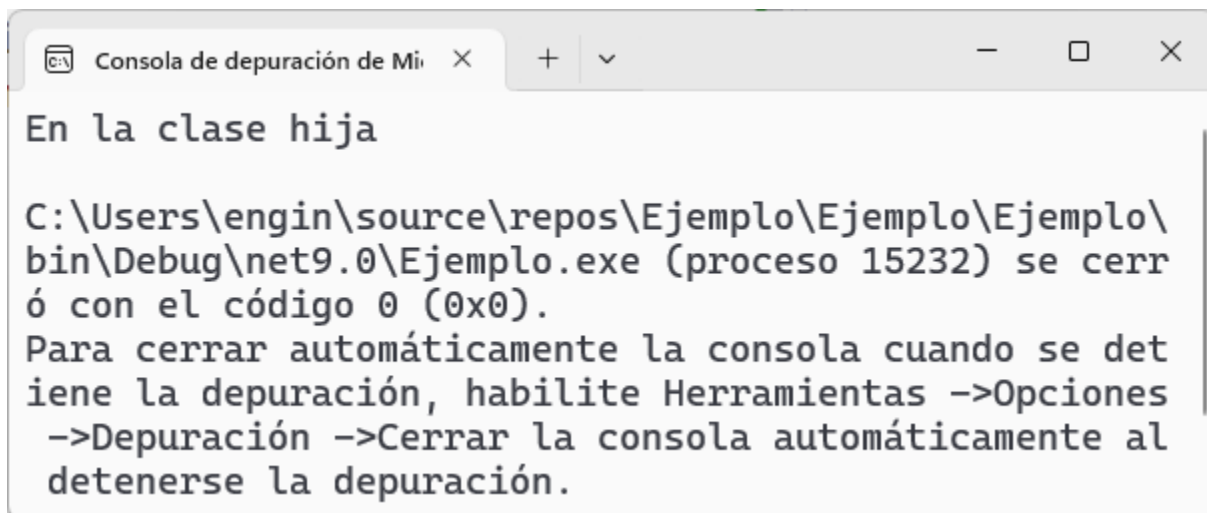 Consola de depuración de Mi
En la clase hija
C:\Users\engin\source\repos\Ejemplo\Ejemplo\Ejemplo\
bin\Debug\net9.0\Ejemplo.exe (proceso 15232) se cerr
ó con el código 0 (0x0).
Para cerrar automáticamente la consola cuando se det
iene la depuración, habilite Herramientas ->Opciones
->Depuración ->Cerrar la consola automáticamente al
detenerse la depuración.